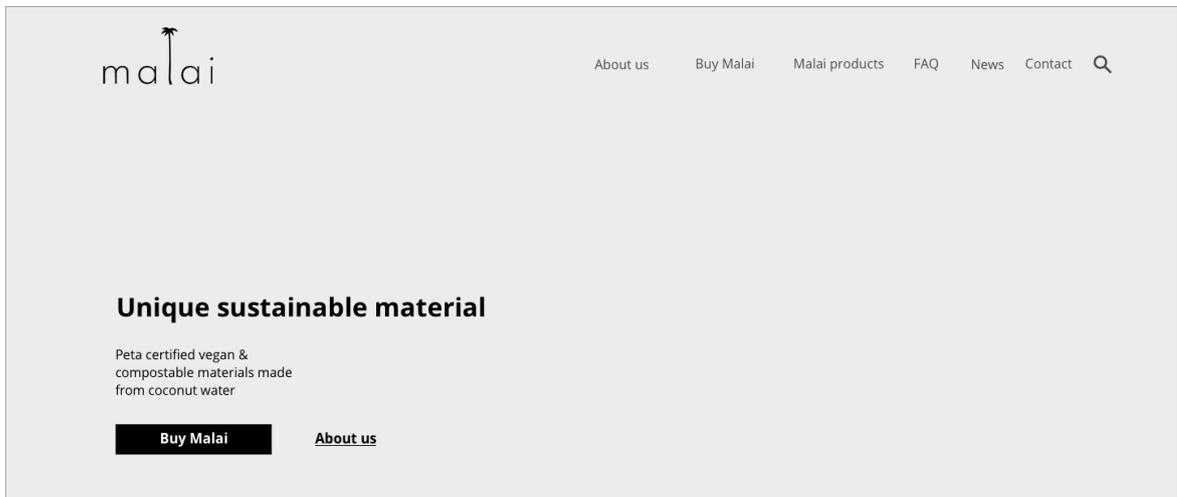 malai
About us Buy Malai Malai products FAQ News Contact
Unique sustainable material
Peta certified vegan &
compostable materials made
from coconut water
Buy Malai About us